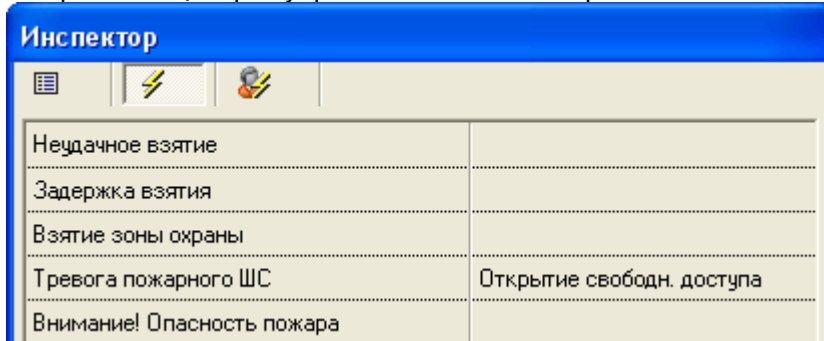 Инспектор
Неудачное взятие
Задержка взятия
Взятие зоны охраны
Тревога пожарного ШС Открытие свободн. доступа
Внимание! Опасность пожара